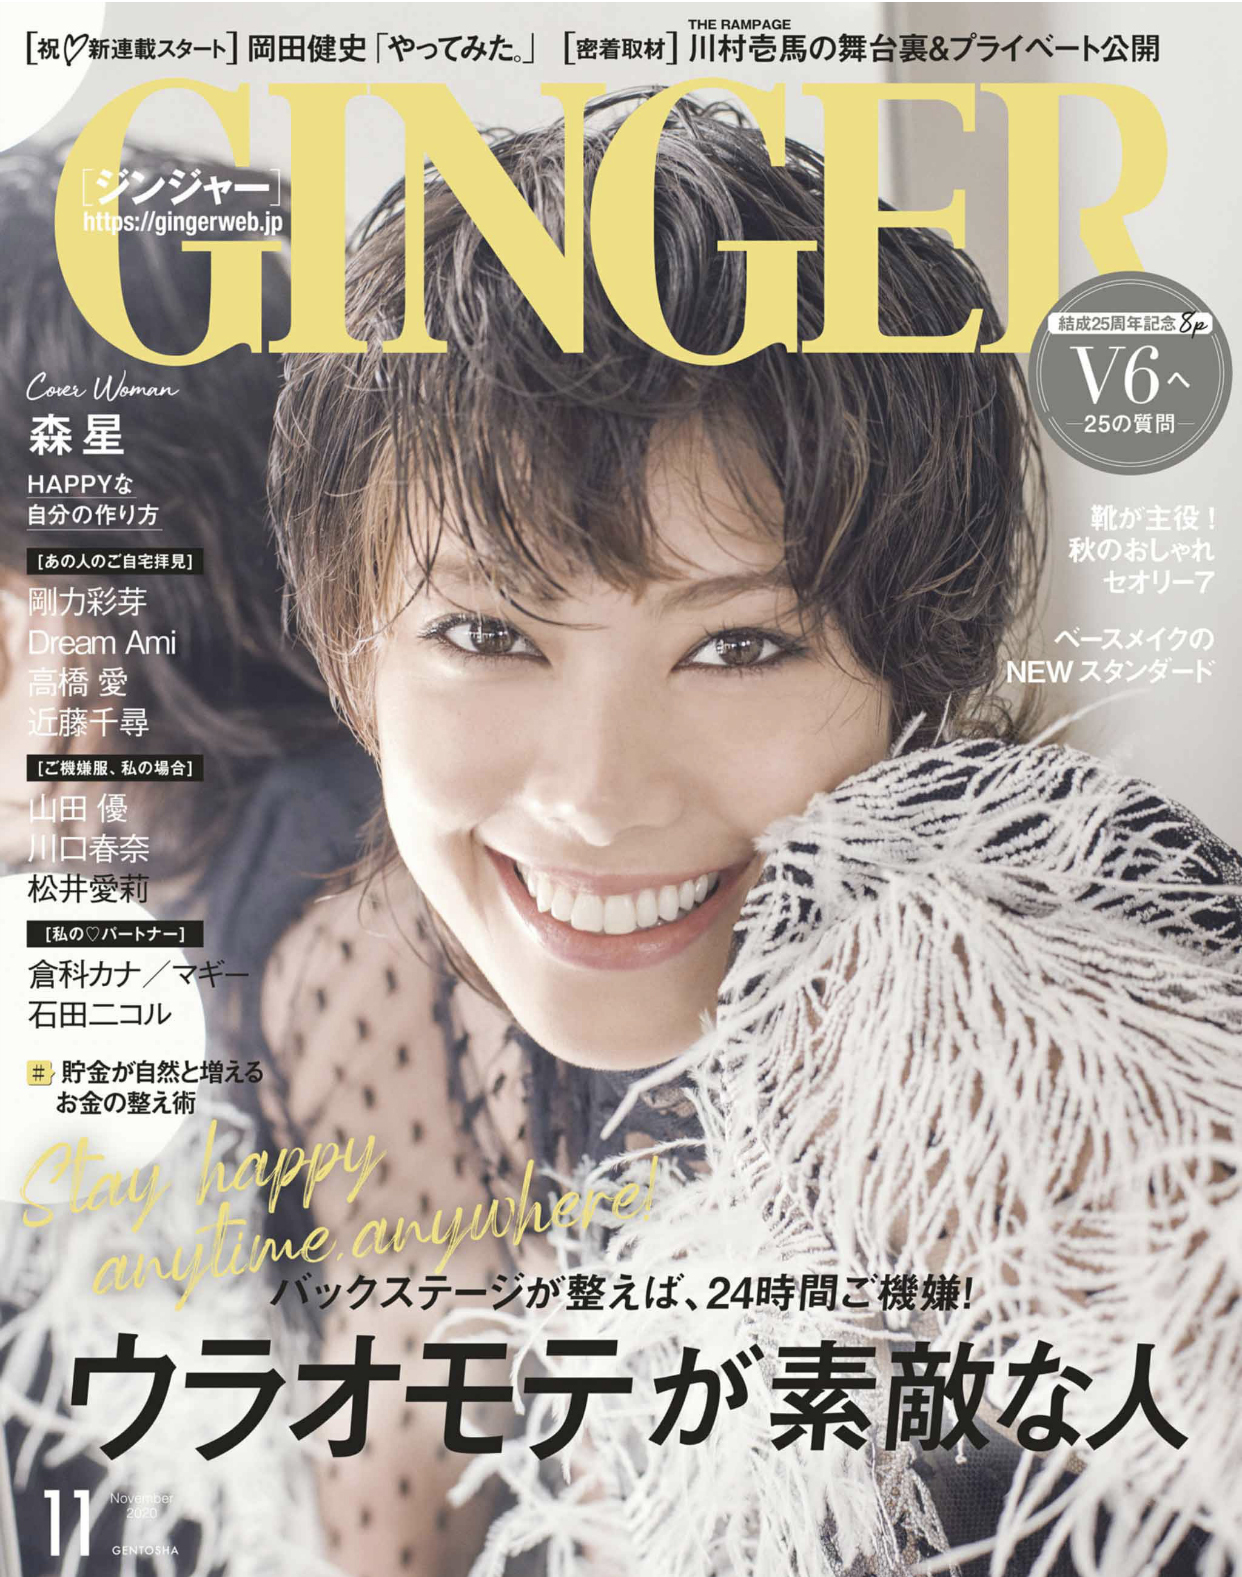 [祝♡新連載スタート] 岡田健史「やってみた。」 [密着取材] THE RAMPAGE 川村壱馬の舞台裏&プライベート公開
GINGER
[ジンジャー]
https://gingerweb.jp
結成25周年記念 8p
V6へ
25の質問
Cover Woman
森 星
HAPPYな
自分の作り方
[あの人のご自宅拝見]
剛力彩芽
Dream Ami
高橋 愛
近藤千尋
[ご機嫌服、私の場合]
山田 優
川口春奈
松井愛莉
[私の♡パートナー]
倉科カナ/マギー
石田ニコル
# 貯金が自然と増える
お金の整え術
靴が主役!
秋のおしゃれ
セオリー7
ベースメイクの
NEWスタンダード
Stay happy
anytime, anywhere!
バックステージが整えば、24時間ご機嫌!
ウラオモテが素敵な人
11
November
2020
GENTOSHA